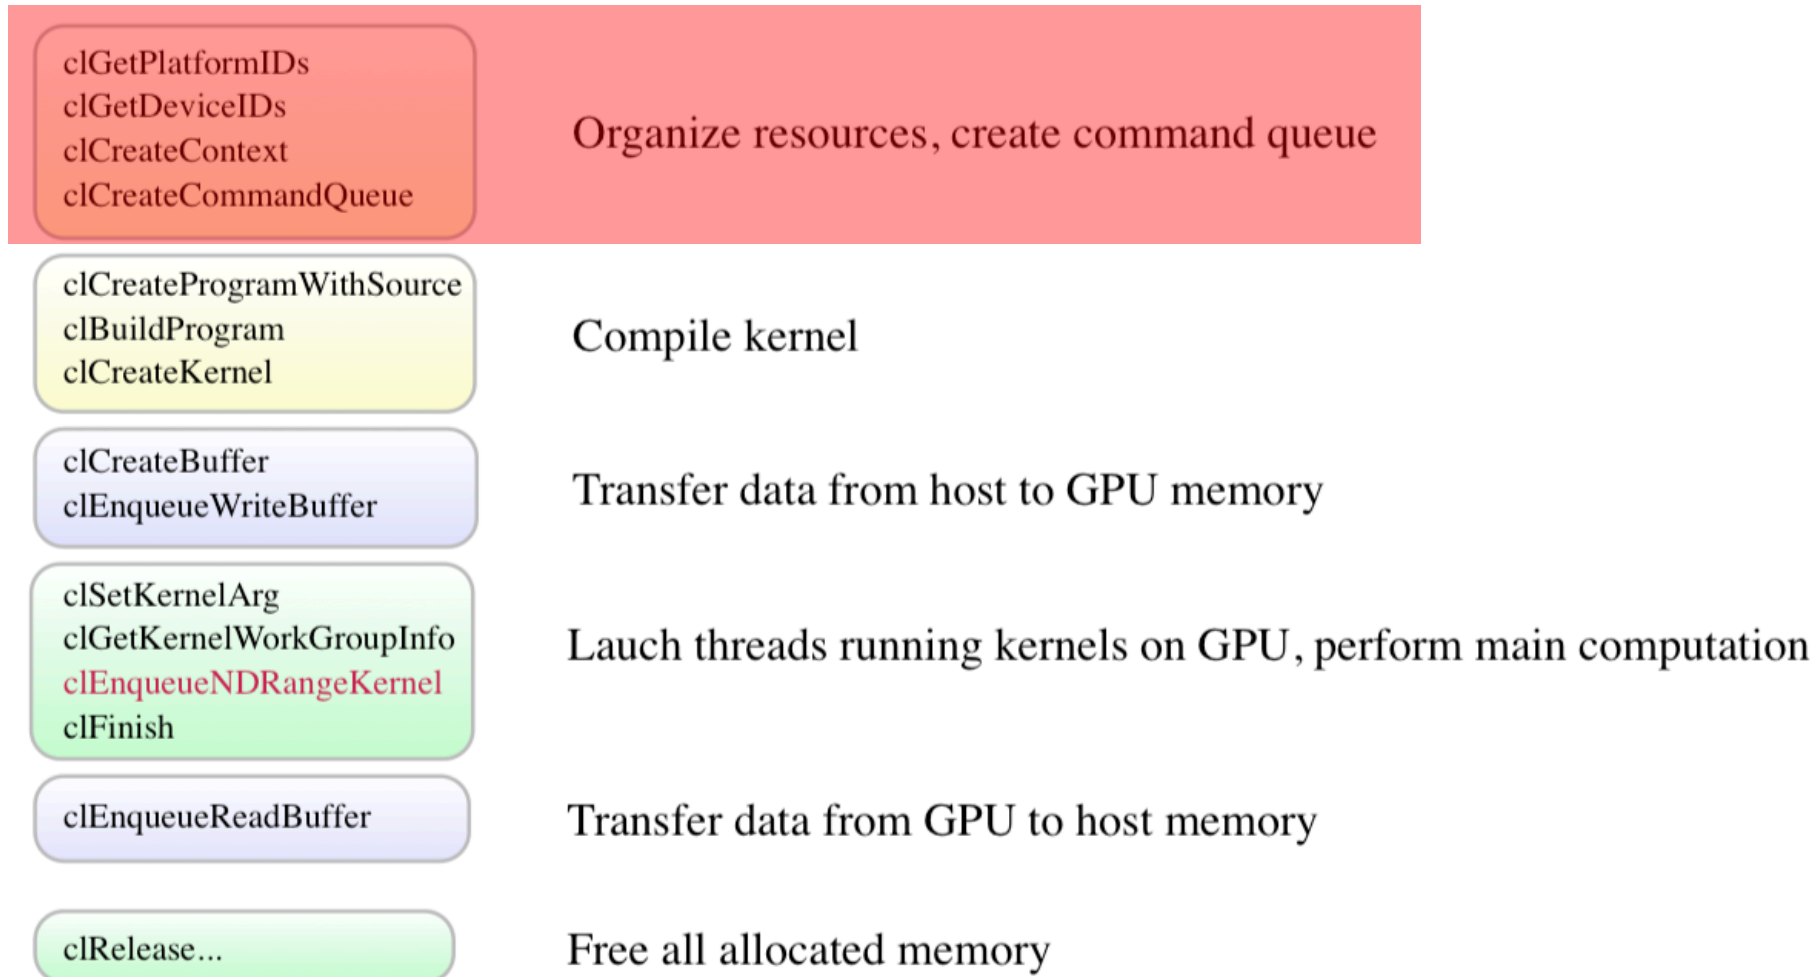 clGetPlatformIDs
clGetDeviceIDs
clCreateContext
clCreateCommandQueue
Organize resources, create command queue
clCreateProgramWithSource
clBuildProgram
clCreateKernel
Compile kernel
clCreateBuffer
clEnqueueWriteBuffer
Transfer data from host to GPU memory
clSetKernelArg
clGetKernelWorkGroupInfo
clEnqueueNDRangeKernel
clFinish
Lauch threads running kernels on GPU, perform main computation
clEnqueueReadBuffer
Transfer data from GPU to host memory
clRelease...
Free all allocated memory